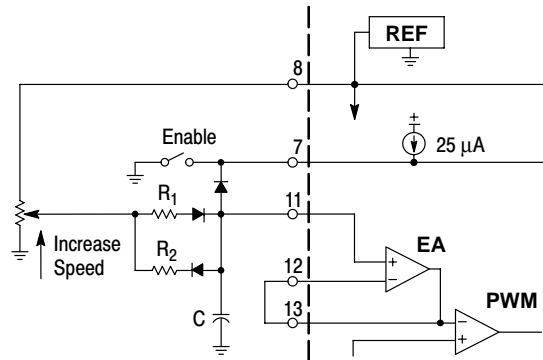 REF
8
Enable
7
25 μA
R1
11
Increase
Speed
EA
R2
12
13
PWM
C